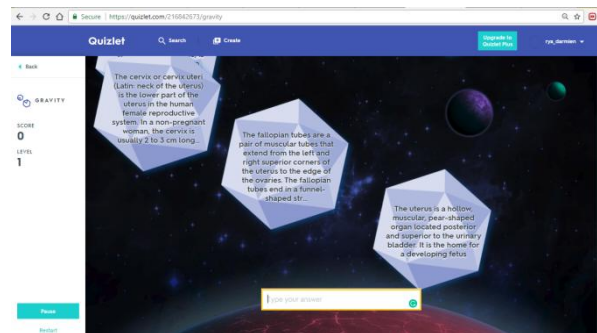 Secure | https://quizlet.com/216842673/gravity
Quizlet
Search
Create
Upgrade to
Quizlet Plus
rys_darmien
Back
GRAVITY
SCORE
0
LEVEL
1
The cervix or cervix uteri
(Latin: neck of the uterus)
is the lower part of the
uterus in the human
female reproductive
system. In a non-pregnant
woman, the cervix is
usually 2 to 3 cm long...
The fallopian tubes are a
pair of muscular tubes that
extend from the left and
right superior corners of
the uterus to the edge of
the ovaries. The fallopian
tubes end in a funnel-
shaped str...
The uterus is a hollow,
muscular, pear-shaped
organ located posterior
and superior to the urinary
bladder. It is the home for
a developing fetus
Type your answer
Pause
Restart